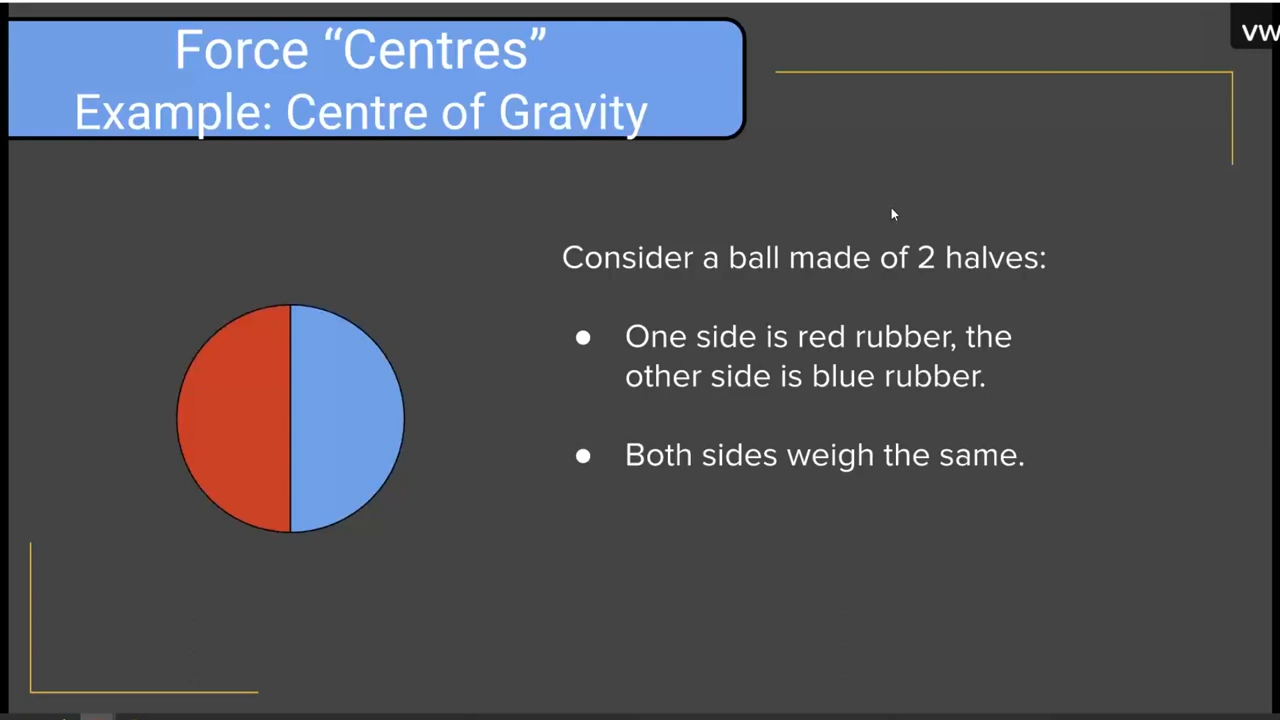 Force “Centres”
Example: Centre of Gravity
vw
Consider a ball made of 2 halves:
● One side is red rubber, the
other side is blue rubber.
● Both sides weigh the same.